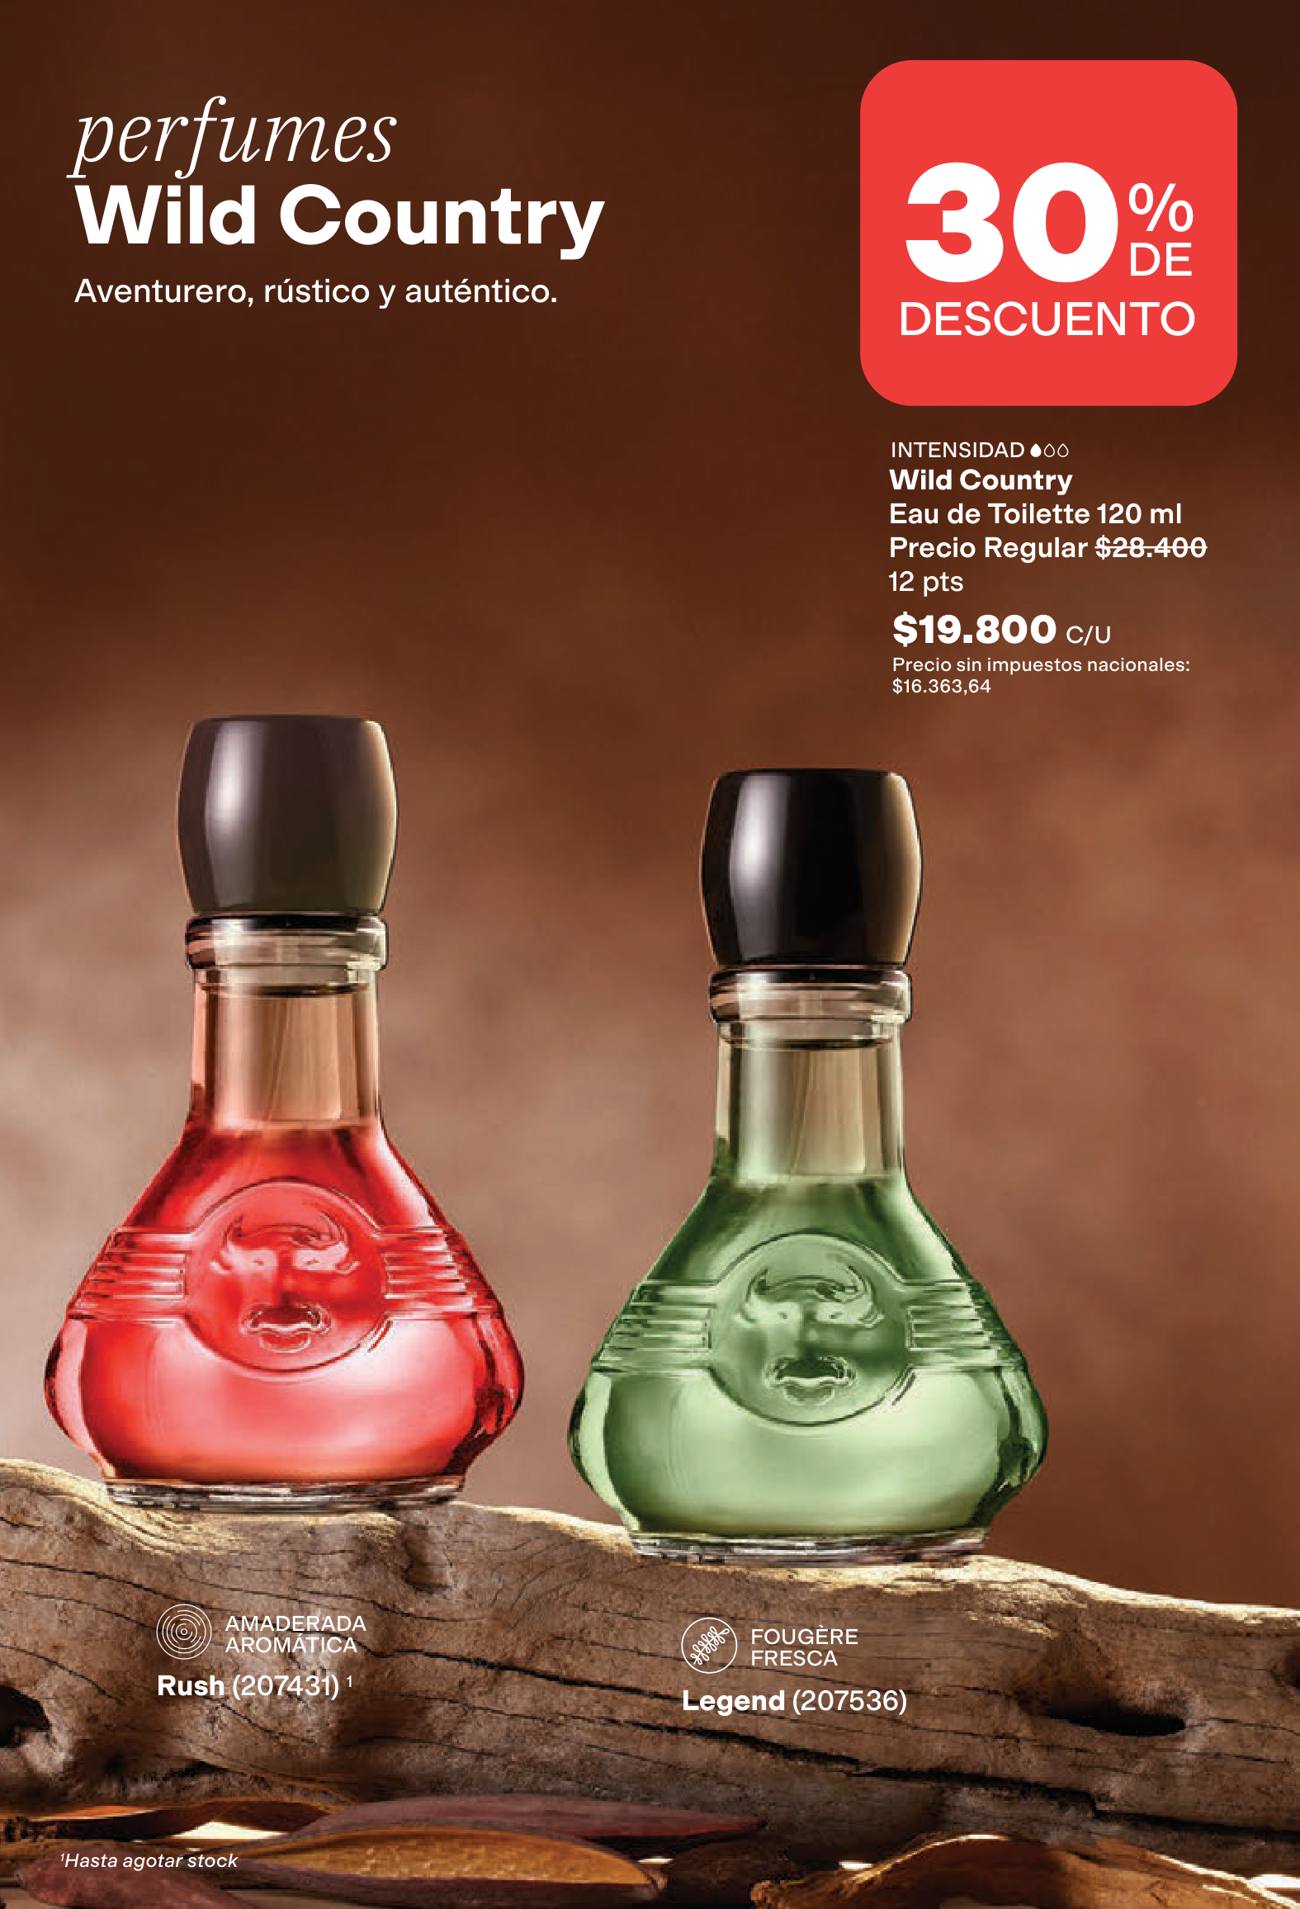 perfumes
Wild Country
Aventurero, rústico y auténtico.
30%
DE
DESCUENTO
INTENSIDAD
Wild Country
Eau de Toilette 120 ml
Precio Regular $28.400
12 pts
$19.800 C/U
Precio sin impuestos nacionales:
$16.363,64
AMADERADA
AROMÁTICA
Rush (207431) ¹
FOUGÈRE
FRESCA
Legend (207536)
¹Hasta agotar stock